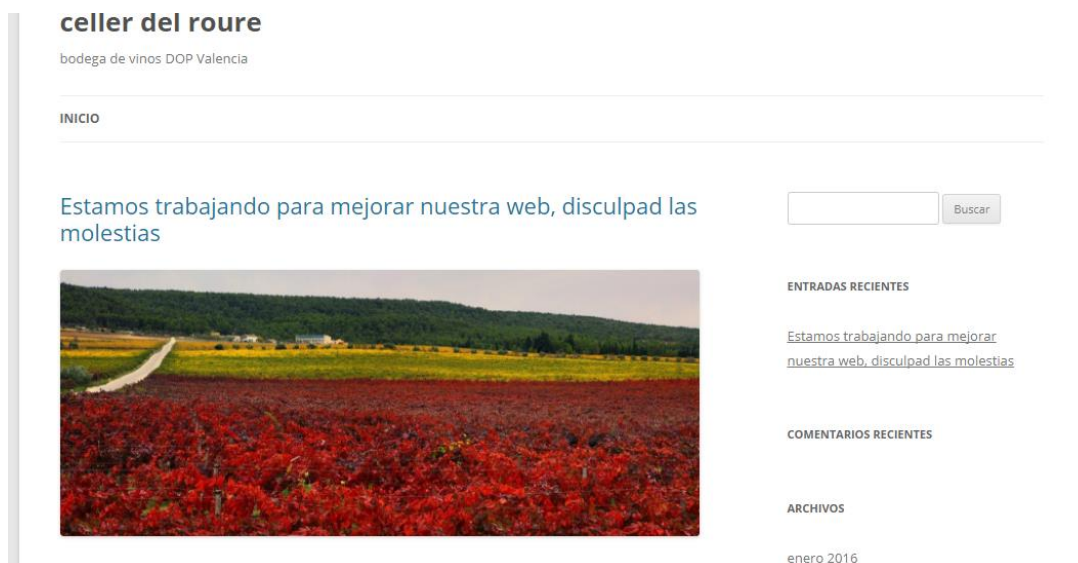 celler del roure
bodega de vinos DOP Valencia
INICIO
Estamos trabajando para mejorar nuestra web, disculpad las
molestias
Buscar
ENTRADAS RECIENTES
Estamos trabajando para mejorar
nuestra web, disculpad las molestias
COMENTARIOS RECIENTES
ARCHIVOS
enero 2016